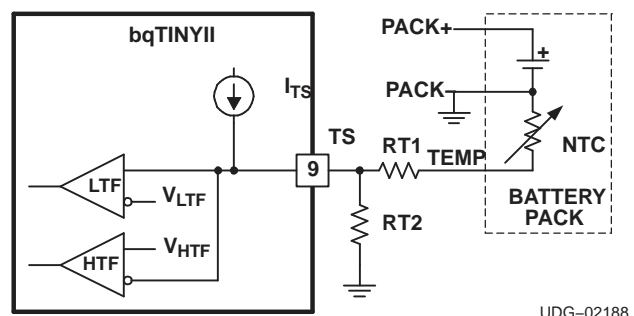 bqTINYII
PACK+
+
I_TS
PACK–
TS
RT1
TEMP
NTC
9
LTF
V_LTF
RT2
BATTERY
PACK
V_HTF
HTF
UDG–02188